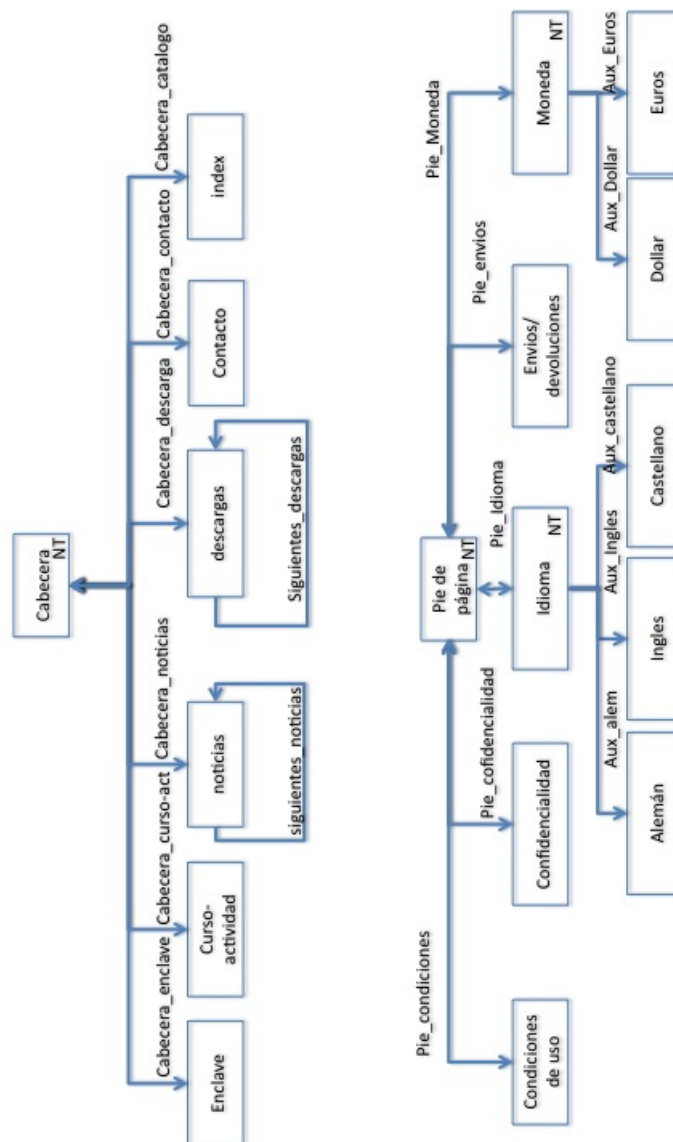 Cabecera
NT
Cabecera_enclave
Cabecera_curso-act
Cabecera_noticias
Cabecera_descarga
Cabecera_contacto
Cabecera_catalogo
Enclave
Curso-
actividad
noticias
descargas
Contacto
index
siguientes_noticias
Siguientes_descargas
Pie de
página
NT
Pie_condiciones
Pie_cofidencialidad
Pie_Idioma
Pie_envios
Pie_Moneda
Condiciones
de uso
Confidencialidad
Idioma
NT
Envios/
devoluciones
Moneda
NT
Aux_alem
Aux_Ingles
Aux_castellano
Aux_Dollar
Aux_Euros
Alemán
Ingles
Castellano
Dollar
Euros